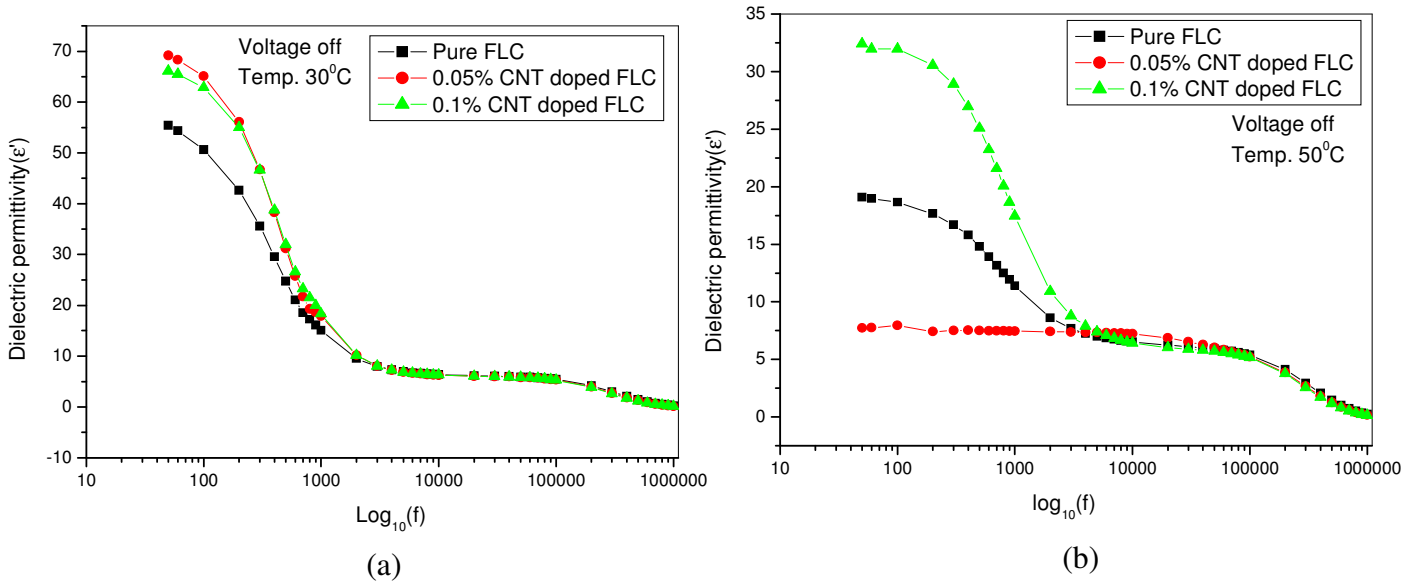 Voltage off
Temp. 30⁰C
Pure FLC
0.05% CNT doped FLC
0.1% CNT doped FLC
70
60
50
40
30
20
10
0
-10
Dielectric permittivity(ε')
10
100
1000
10000
100000
1000000
Log₁₀(f)
(a)
Pure FLC
0.05% CNT doped FLC
0.1% CNT doped FLC
Voltage off
Temp. 50⁰C
35
30
25
20
15
10
5
0
Dielectric permittivity(ε')
10
100
1000
10000
100000
1000000
log₁₀(f)
(b)